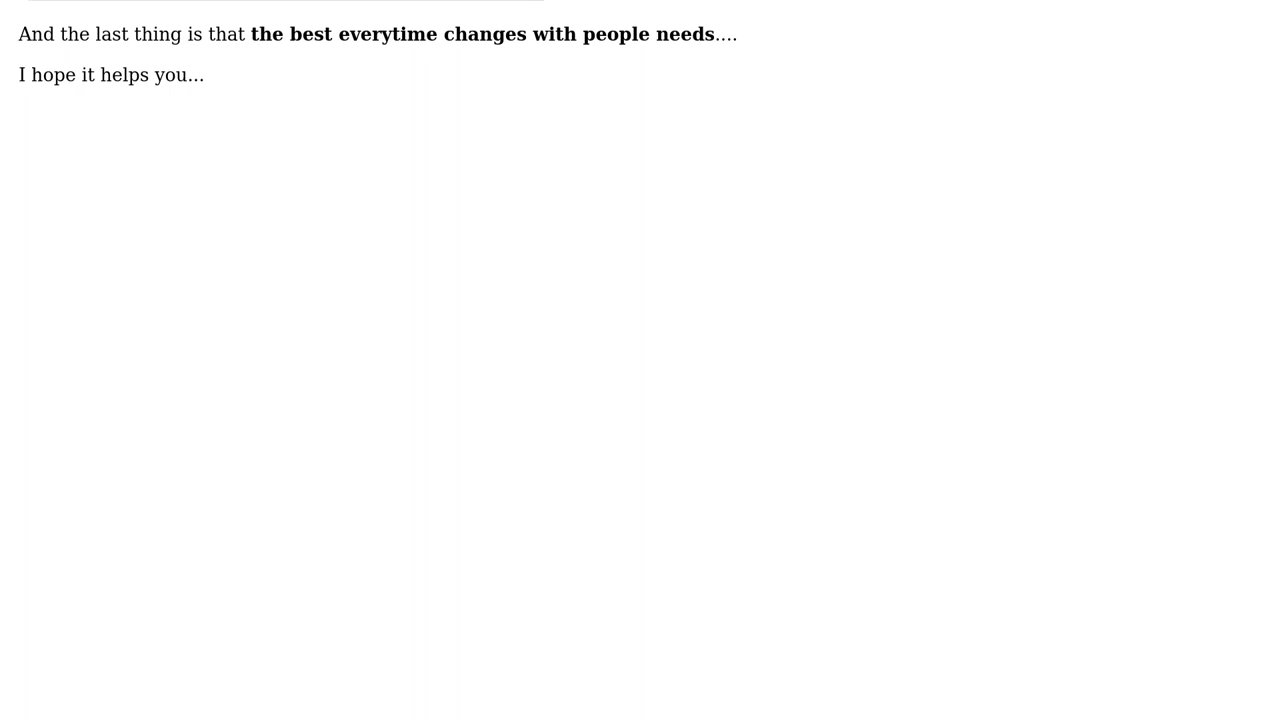 And the last thing is that the best everytime changes with people needs....
I hope it helps you...